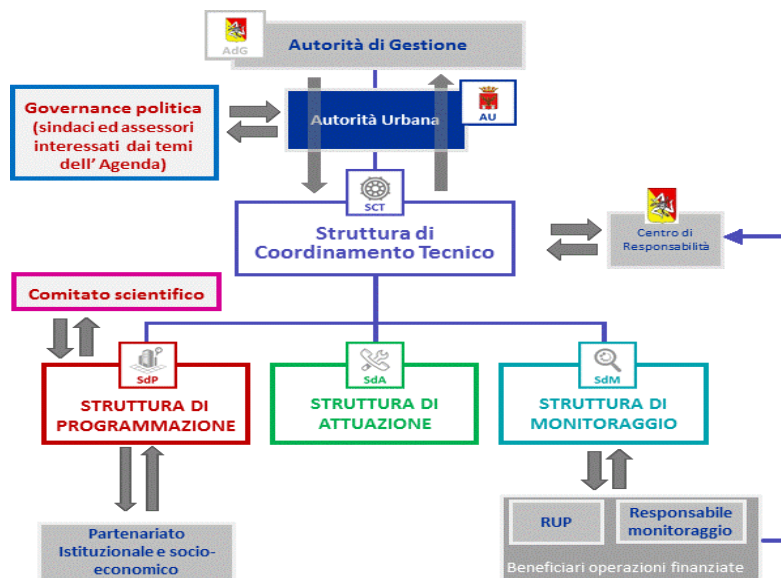 AdG
Autorità di Gestione
Governance politica
(sindaci ed assessori
interessati dai temi
dell' Agenda)
Autorità Urbana
AU
SCT
Struttura di
Coordinamento Tecnico
Centro di
Responsabilità
Comitato scientifico
SdP
STRUTTURA DI
PROGRAMMAZIONE
SdA
STRUTTURA DI
ATTUAZIONE
SdM
STRUTTURA DI
MONITORAGGIO
Partenariato
Istituzionale e socio-
economico
RUP
Responsabile
monitoraggio
Beneficiari operazioni finanziate